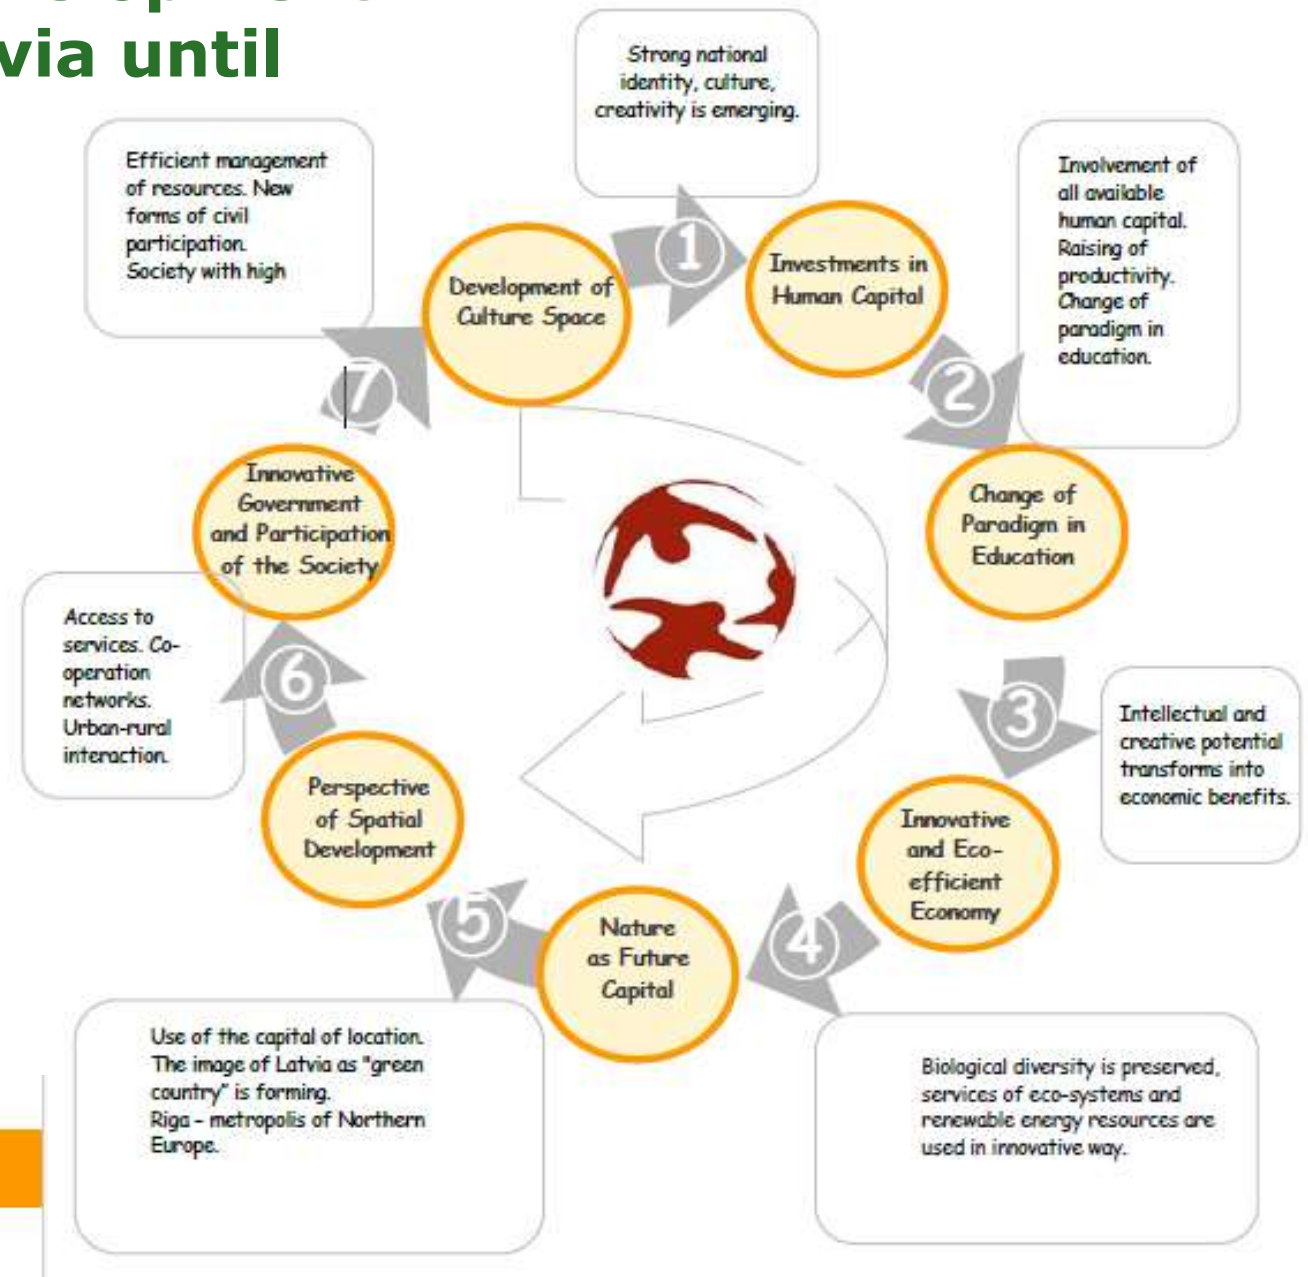 via until
Strong national
identity, culture,
creativity is emerging.
Efficient management
of resources. New
forms of civil
participation.
Society with high
Involvement of
all available
human capital.
Raising of
productivity.
Change of
paradigm in
education.
1
Development of
Culture Space
Investments in
Human Capital
7
2
Innovative
Government
and Participation
of the Society
Change of
Paradigm in
Education
Access to
services. Co-
operation
networks.
Urban-rural
interaction.
6
3
Intellectual and
creative potential
transforms into
economic benefits.
Perspective
of Spatial
Development
Innovative
and Eco-
efficient
Economy
5
4
Nature
as Future
Capital
Use of the capital of location.
The image of Latvia as "green
country" is forming.
Riga - metropolis of Northern
Europe.
Biological diversity is preserved,
services of eco-systems and
renewable energy resources are
used in innovative way.